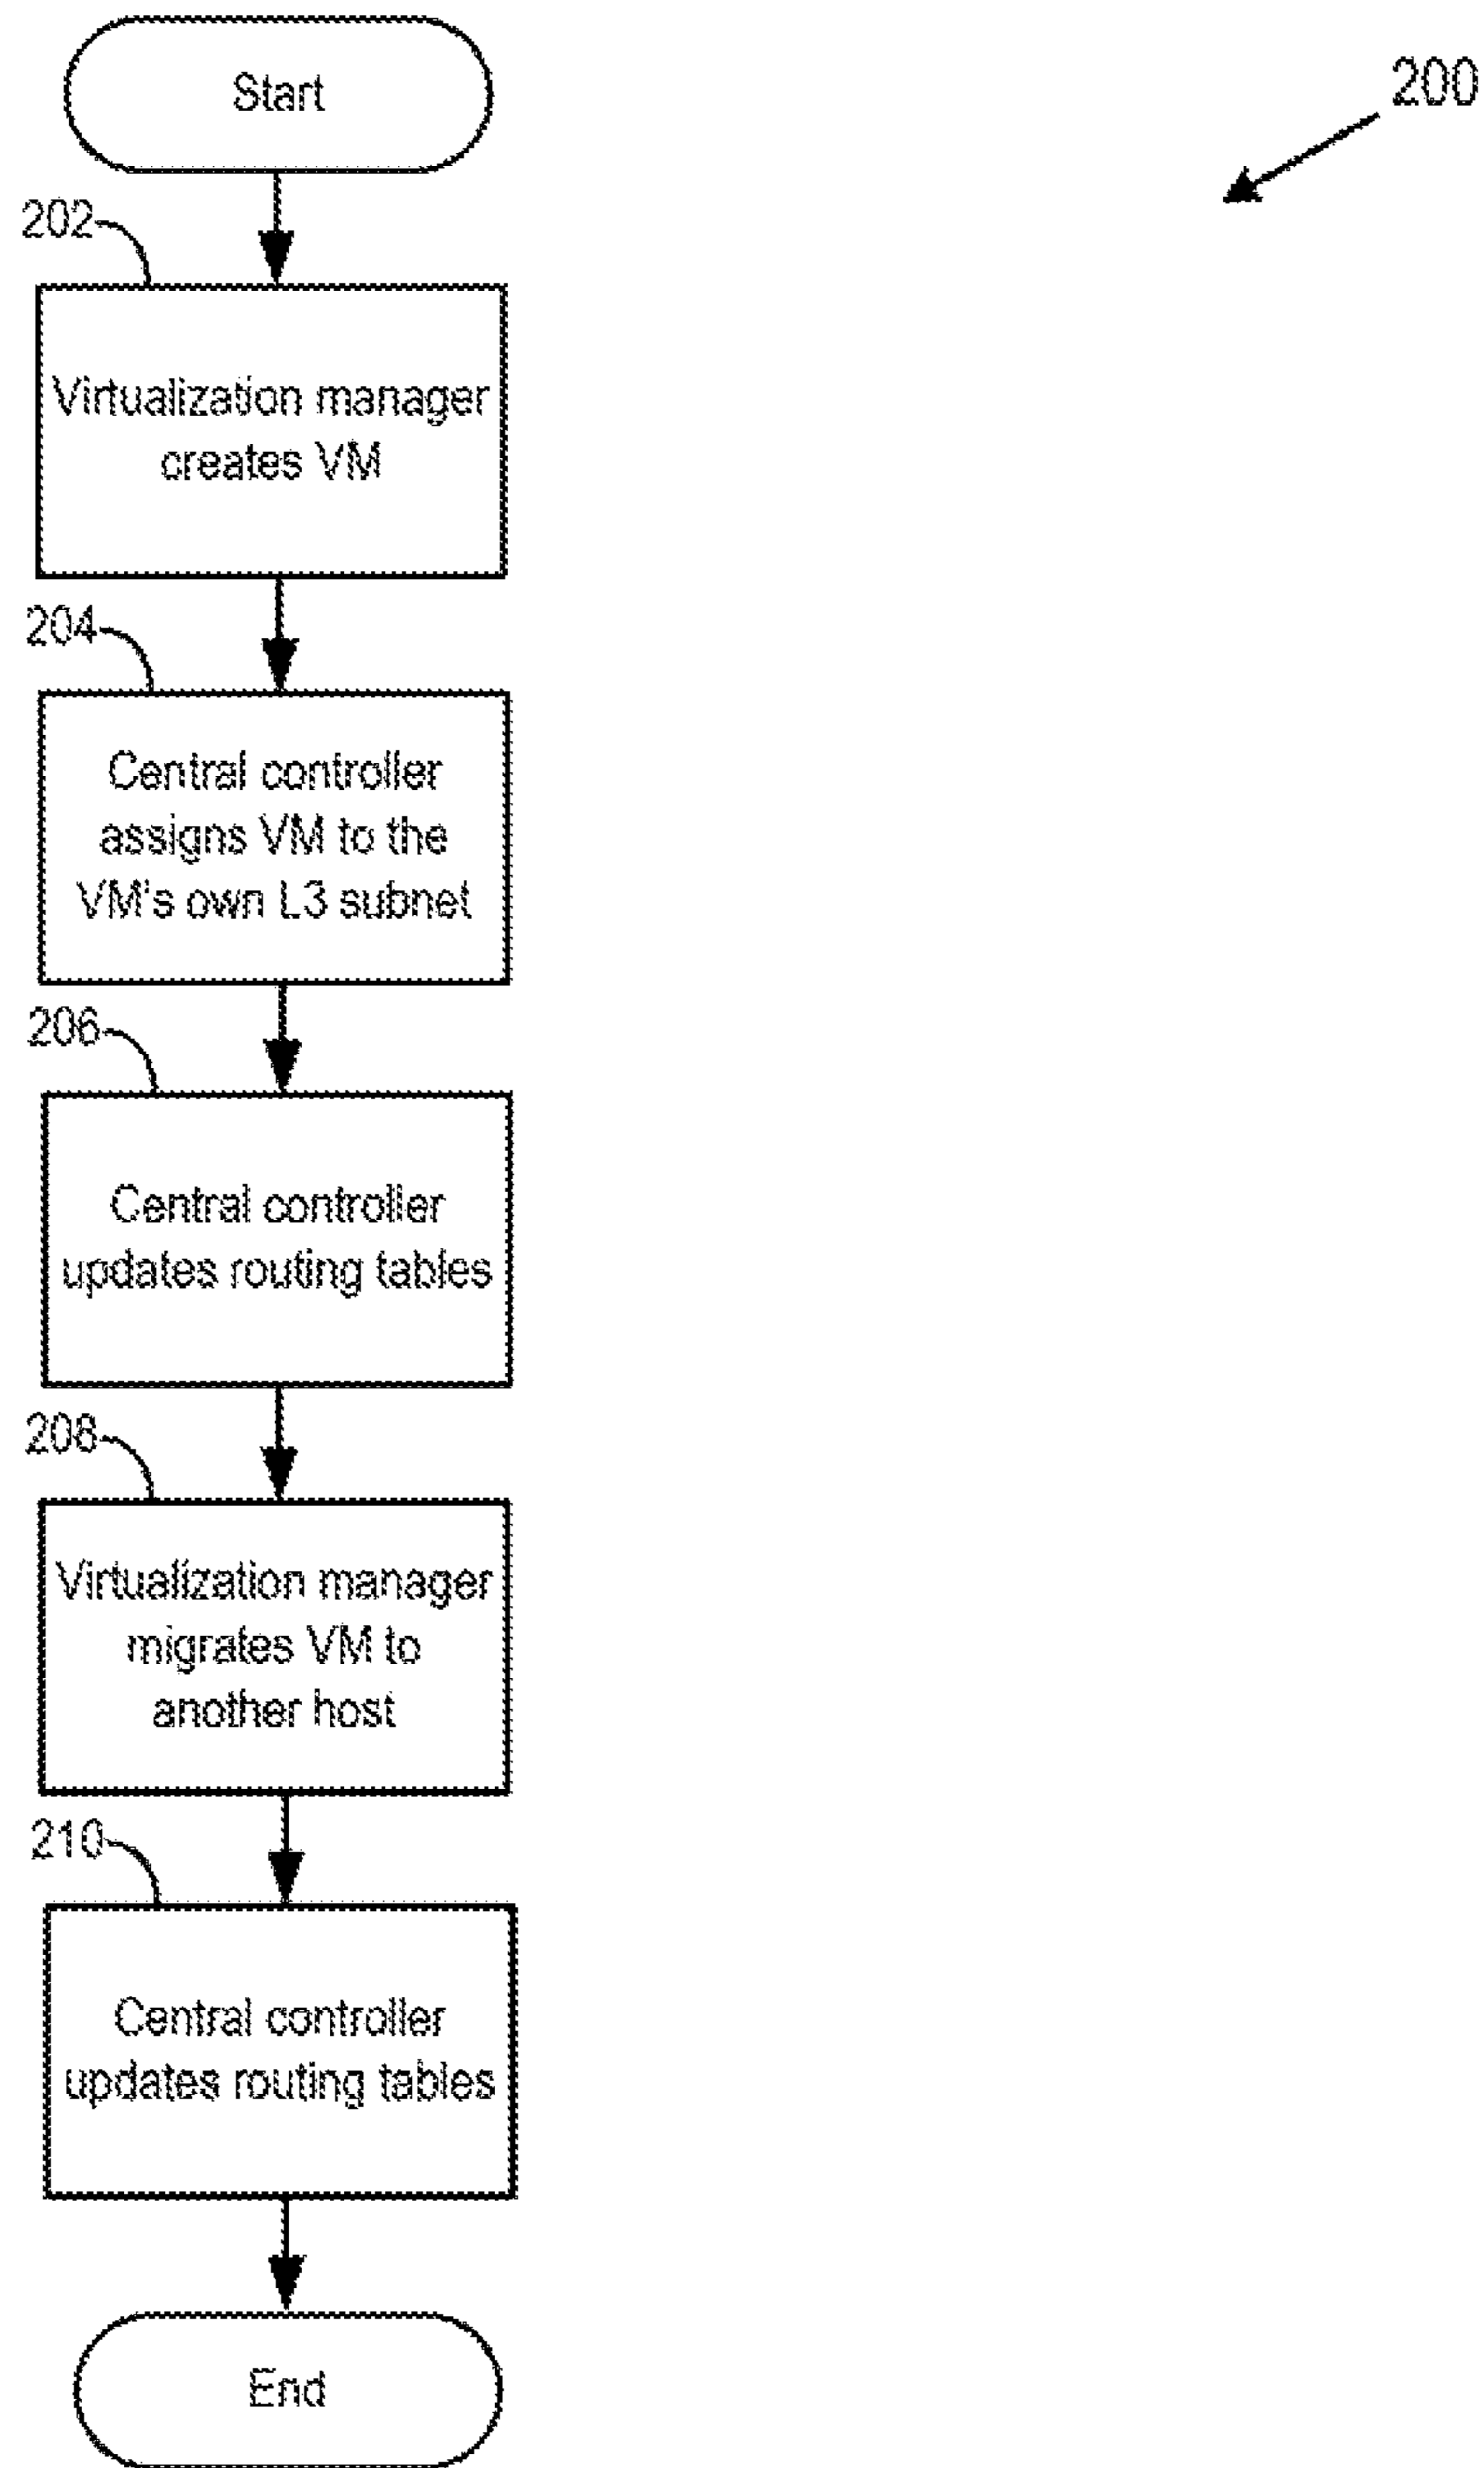 Start
200
202
Virtualization manager
creates VM
204
Central controller
assigns VM to the
VM's own L3 subnet
206
Central controller
updates routing tables
208
Virtualization manager
migrates VM to
another host
210
Central controller
updates routing tables
End